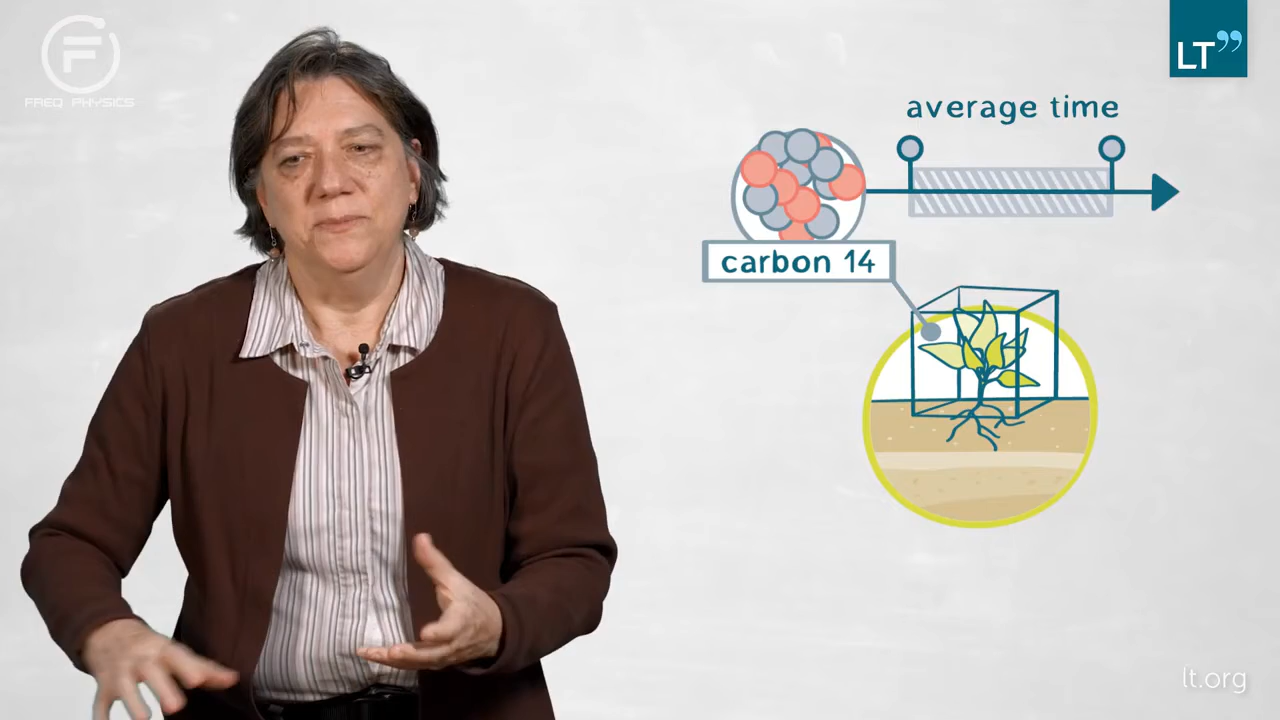 FREQ PHYSICS
LT”
average time
carbon 14
lt.org